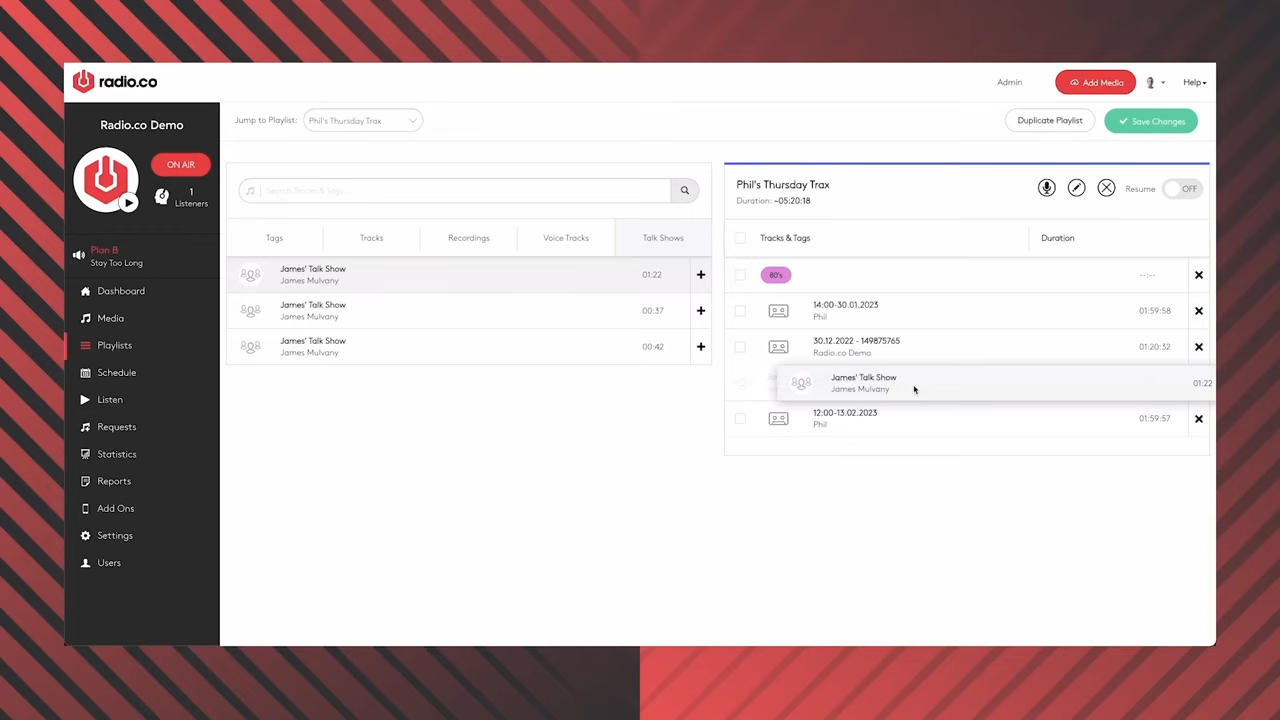 radio.co
Admin
Add Media
Help
Radio.co Demo
ON AIR
1
Listeners
Plan B
Stay Too Long
Dashboard
Media
Playlists
Schedule
Listen
Requests
Statistics
Reports
Add Ons
Settings
Users
Jump to Playlist:
Phil's Thursday Trax
Duplicate Playlist
Save Changes
Search Tracks & Tags...
Tags
Tracks
Recordings
Voice Tracks
Talk Shows
James' Talk Show
James Mulvany
01:22
James' Talk Show
James Mulvany
00:37
James' Talk Show
James Mulvany
00:42
Phil's Thursday Trax
Duration: ~05:20:18
Resume
OFF
Tracks & Tags
Duration
80's
--:--
14:00-30.01.2023
Phil
01:59:58
30.12.2022 - 149875765
Radio.co Demo
01:20:32
James' Talk Show
James Mulvany
01:22
12:00-13.02.2023
Phil
01:59:57